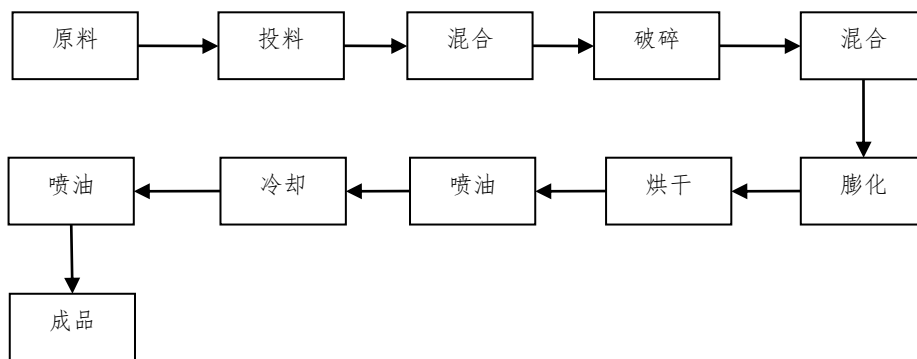 原料 投料 混合 破碎 混合
喷油 冷却 喷油 烘干 膨化
成品